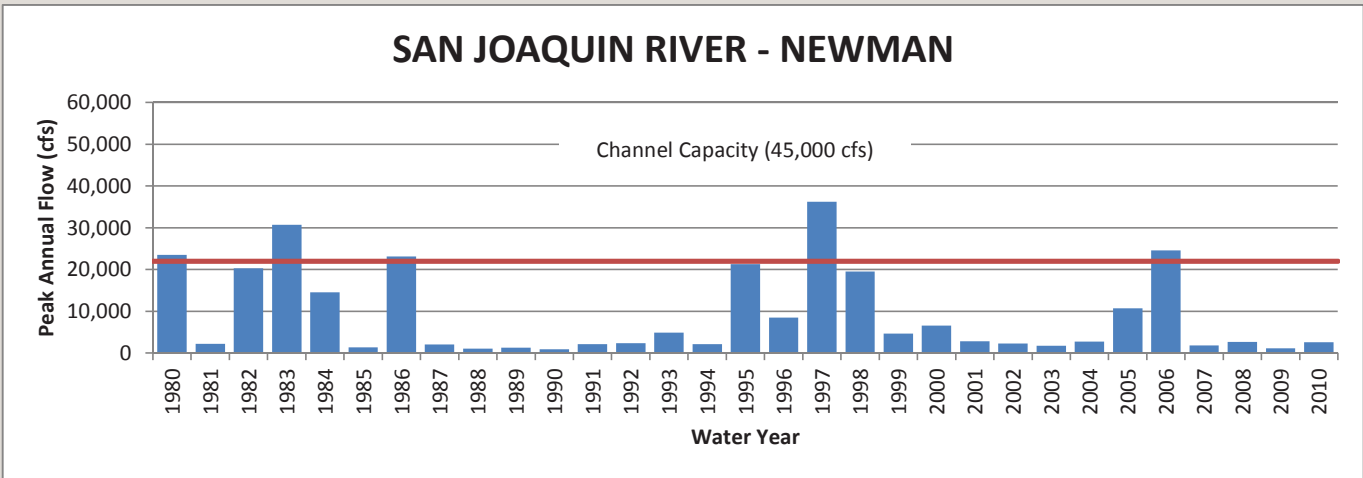 SAN JOAQUIN RIVER - NEWMAN
Peak Annual Flow (cfs)
60,000
50,000
40,000
30,000
20,000
10,000
0
Channel Capacity (45,000 cfs)
1980 1981 1982 1983 1984 1985 1986 1987 1988 1989 1990 1991 1992 1993 1994 1995 1996 1997 1998 1999 2000 2001 2002 2003 2004 2005 2006 2007 2008 2009 2010
Water Year